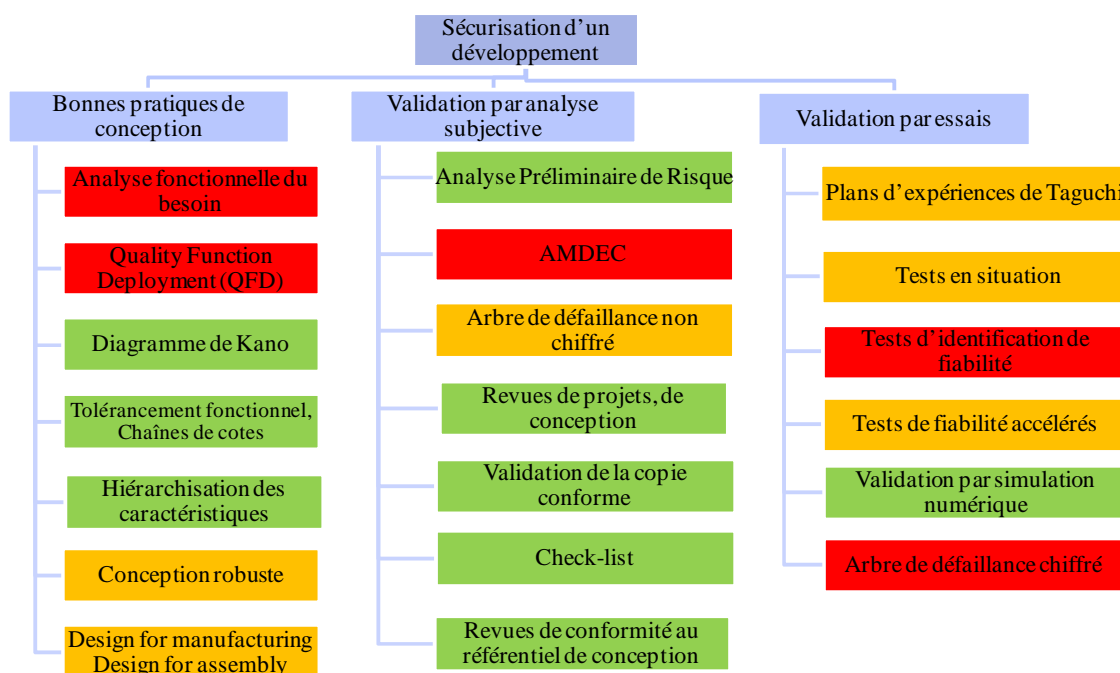 Sécurisation d'un
développement
Bonnes pratiques de
conception
Analyse fonctionnelle du
besoin
Quality Function
Deployment (QFD)
Diagramme de Kano
Tolérancement fonctionnel,
Chaînes de cotes
Hiérarchisation des
caractéristiques
Conception robuste
Design for manufacturing
Design for assembly
Validation par analyse
subjective
Analyse Préliminaire de Risque
AMDEC
Arbre de défaillance non
chiffré
Revues de projets, de
conception
Validation de la copie
conforme
Check-list
Revues de conformité au
référentiel de conception
Validation par essais
Plans d'expériences de Taguchi
Tests en situation
Tests d'identification de
fiabilité
Tests de fiabilité accélérés
Validation par simulation
numérique
Arbre de défaillance chiffré